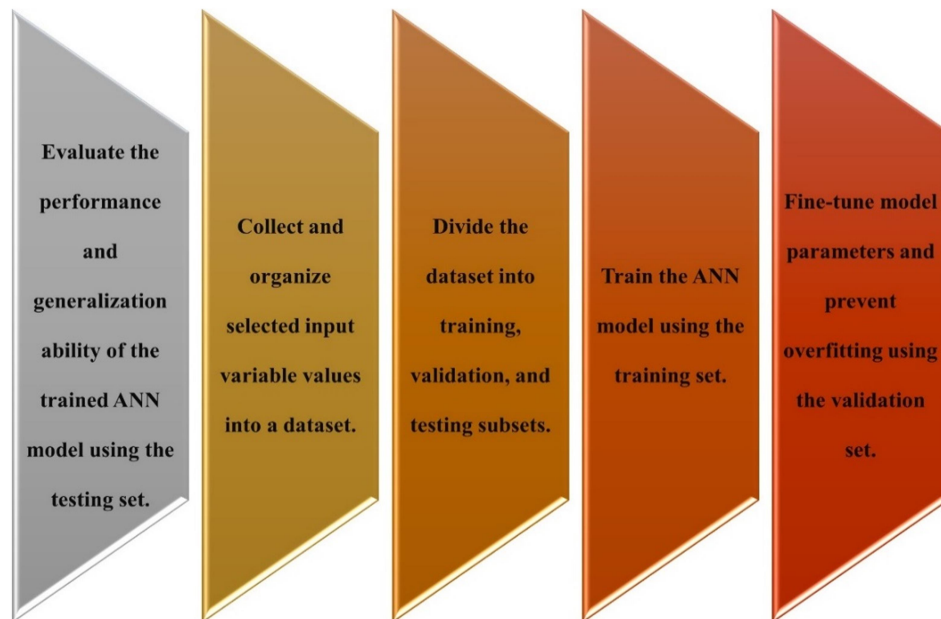 Evaluate the
performance
and
generalization
ability of the
trained ANN
model using the
testing set.
Collect and
organize
selected input
variable values
into a dataset.
Divide the
dataset into
training,
validation, and
testing subsets.
Train the ANN
model using the
training set.
Fine-tune model
parameters and
prevent
overfitting using
the validation
set.